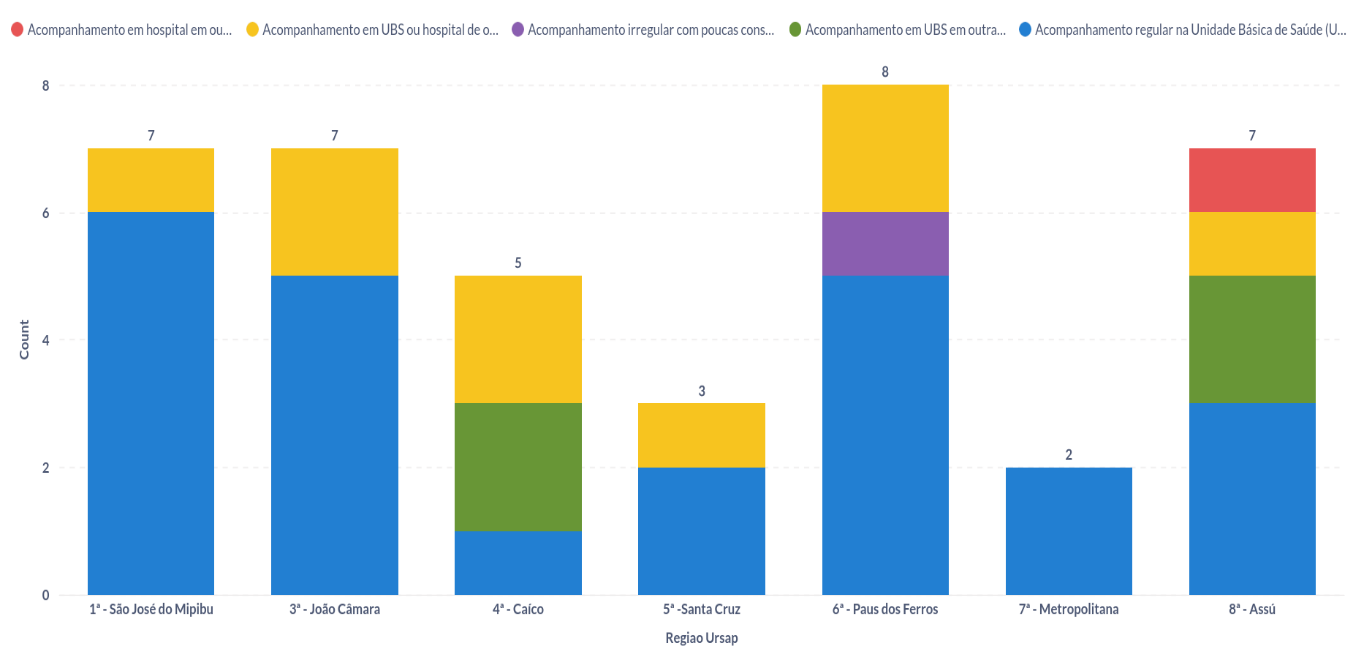 Acompanhamento em hospital em ou... Acompanhamento em UBS ou hospital de o... Acompanhamento irregular com poucas cons... Acompanhamento em UBS em outra... Acompanhamento regular na Unidade Básica de Saúde (U...
8
8
7
7
7
6
5
4
3
2
2
0
Count
1ª - São José do Mipibu
3ª - João Câmara
4ª - Caíco
5ª -Santa Cruz
6ª - Paus dos Ferros
7ª - Metropolitana
8ª - Assú
Regiao Ursap